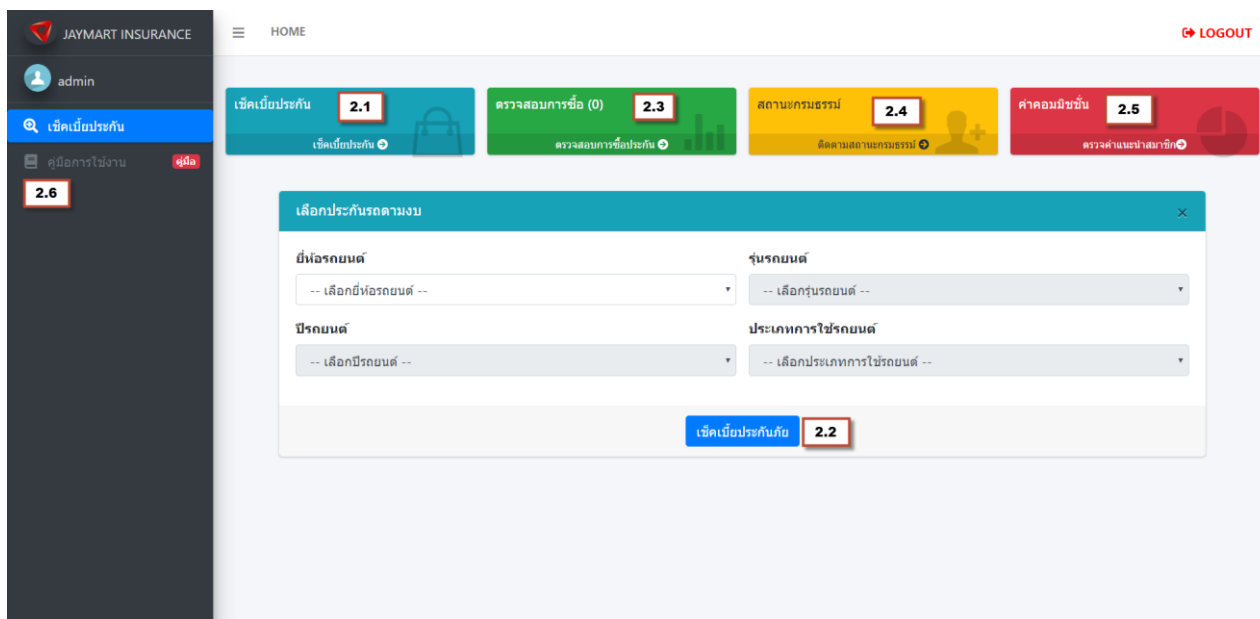 JAYMART INSURANCE
HOME
LOGOUT
admin
เช็คเบี้ยประกัน
คู่มือการใช้งาน คู่มือ
2.6
เช็คเบี้ยประกัน 2.1
เช็คเบี้ยประกัน
ตรวจสอบการซื้อ (0) 2.3
ตรวจสอบการซื้อประกัน
สถานะกรมธรรม์ 2.4
ติดตามสถานะกรมธรรม์
ค่าคอมมิชชั่น 2.5
ตรวจค่าแนะนำสมาชิก
เลือกประกันรถตามงบ ×
ยี่ห้อรถยนต์
-- เลือกยี่ห้อรถยนต์ --
รุ่นรถยนต์
-- เลือกรุ่นรถยนต์ --
ปีรถยนต์
-- เลือกปีรถยนต์ --
ประเภทการใช้รถยนต์
-- เลือกประเภทการใช้รถยนต์ --
เช็คเบี้ยประกันภัย 2.2